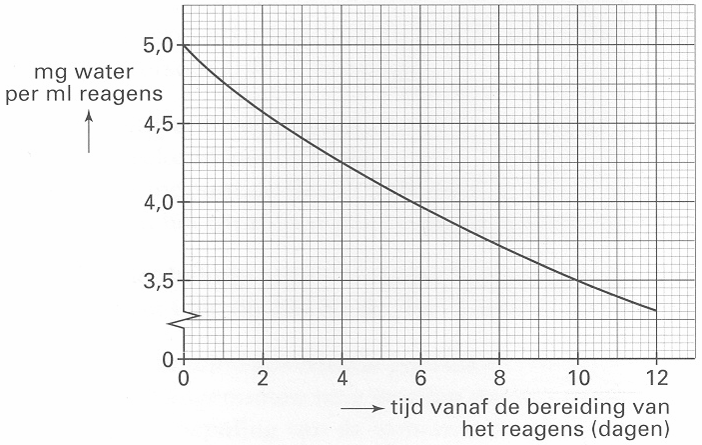 5,0
mg water
per ml reagens
4,5
4,0
3,5
0
0 2 4 6 8 10 12
tijd vanaf de bereiding van
het reagens (dagen)